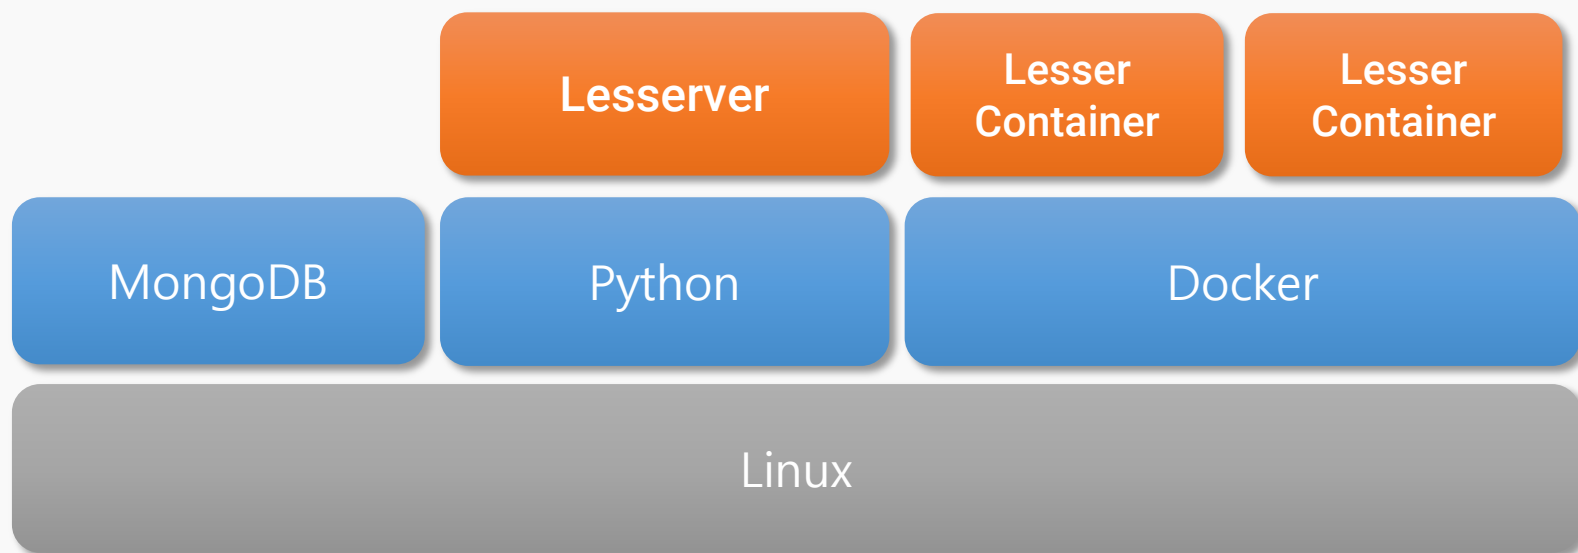 Lesserver
Lesser
Container
Lesser
Container
MongoDB
Python
Docker
Linux